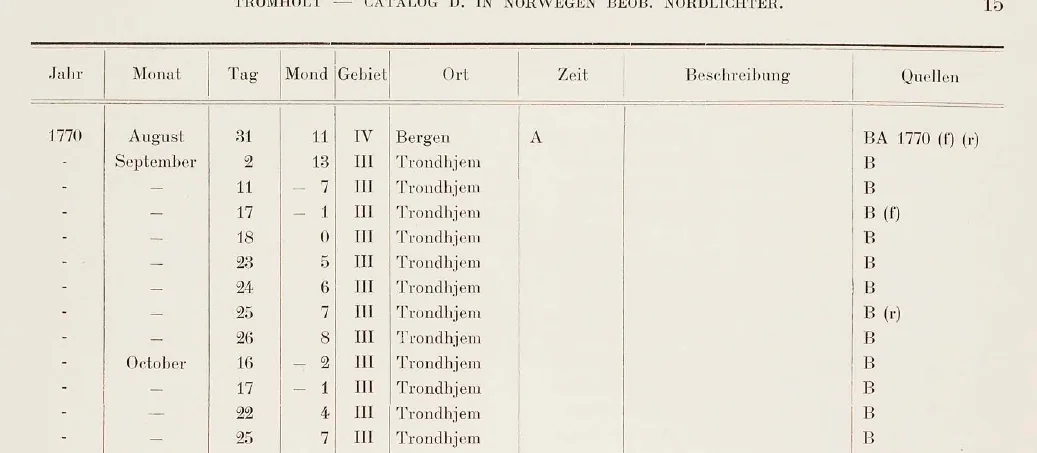 TROMHOLT — CATALOG D. IN NORWEGEN BEOB. NORDLICHTER. 15
Jahr Monat Tag Mond Gebiet Ort Zeit Beschreibung Quellen
1770 August 31 11 IV Bergen A BA 1770 (f) (r)
- September 2 13 III Trondhjem B
- — 11 — 7 III Trondhjem B
- — 17 — 1 III Trondhjem B (f)
- — 18 0 III Trondhjem B
- — 23 5 III Trondhjem B
- — 24 6 III Trondhjem B
- — 25 7 III Trondhjem B (r)
- — 26 8 III Trondhjem B
- October 16 — 2 III Trondhjem B
- — 17 — 1 III Trondhjem B
- — 22 4 III Trondhjem B
- — 25 7 III Trondhjem B